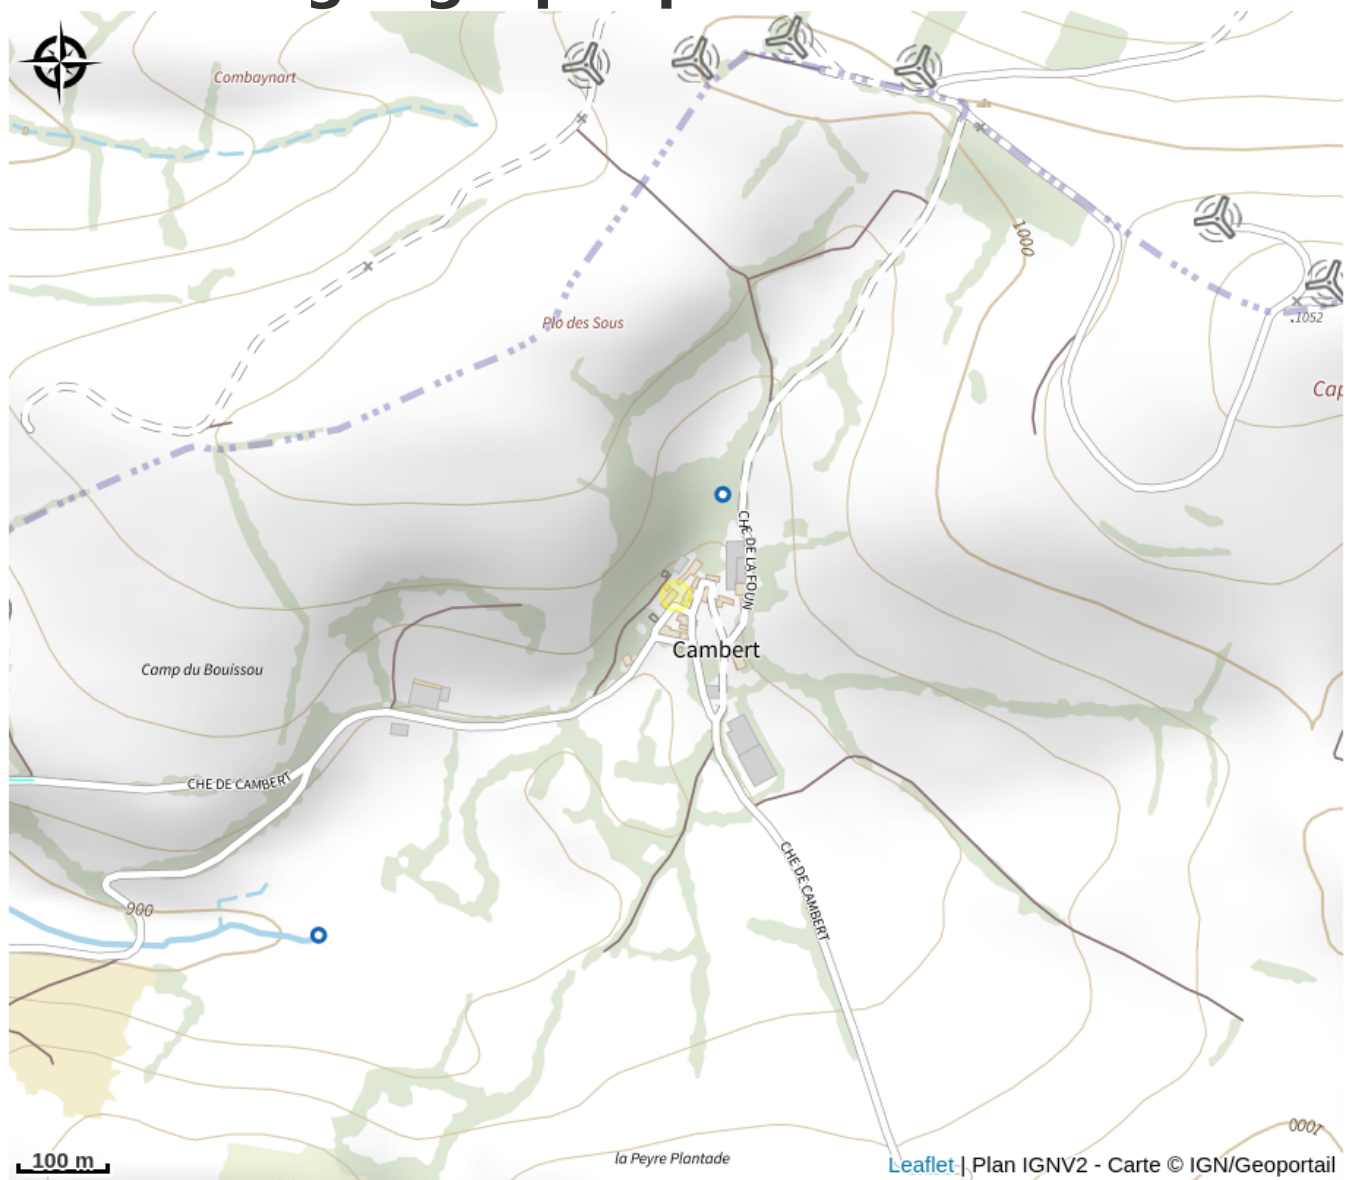 Combaynart
1000
Plo des Sous
.1052
Cap
CHE DE LA FOUN
Cambert
Camp du Bouissou
CHE DE CAMBERT
CHE DE CAMBERT
900
0001
la Peyre Plantade
100 m
Leaflet | Plan IGNV2 - Carte © IGN/Geoportail